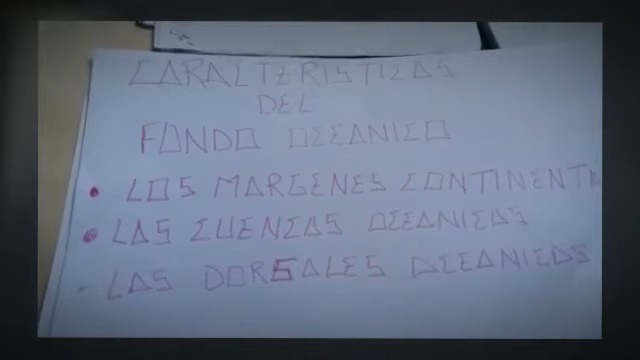 CARACTERISTICAS
DEL
FONDO OCEANICO
• LOS MARGENES CONTINENTA
• LAS CUENCAS OCEANICAS
- LAS DORSALES OCEANICAS